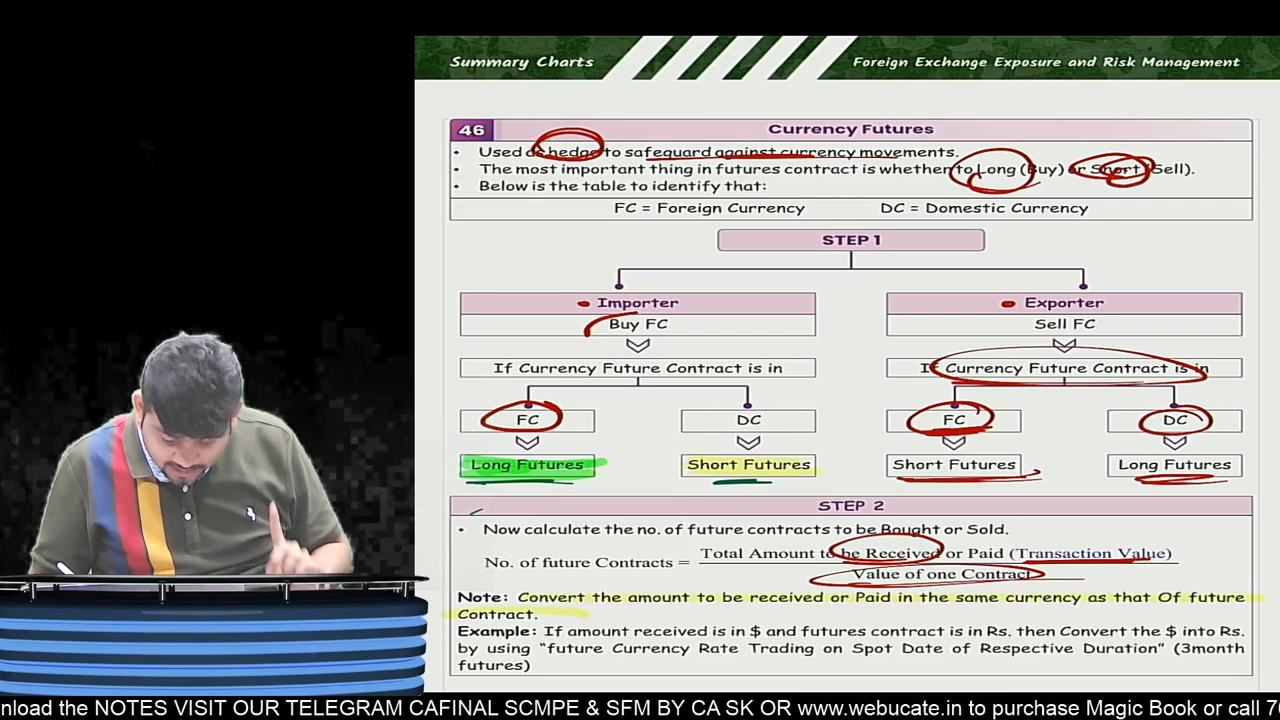 Summary Charts
Foreign Exchange Exposure and Risk Management
46
Currency Futures
• Used as hedge to safeguard against currency movements.
• The most important thing in futures contract is whether to Long (Buy) or Short (Sell).
• Below is the table to identify that:
FC = Foreign Currency DC = Domestic Currency
STEP 1
Importer
Exporter
Buy FC
Sell FC
If Currency Future Contract is in
If Currency Future Contract is in
FC
DC
FC
DC
Long Futures
Short Futures
Short Futures
Long Futures
STEP 2
• Now calculate the no. of future contracts to be Bought or Sold.
No. of future Contracts = Total Amount to be Received or Paid (Transaction Value)
Value of one Contract
Note: Convert the amount to be received or Paid in the same currency as that Of future
Contract.
Example: If amount received is in $ and futures contract is in Rs. then Convert the $ into Rs.
by using "future Currency Rate Trading on Spot Date of Respective Duration" (3month
futures)
nload the NOTES VISIT OUR TELEGRAM CAFINAL SCMPE & SFM BY CA SK OR www.webucate.in to purchase Magic Book or call 7